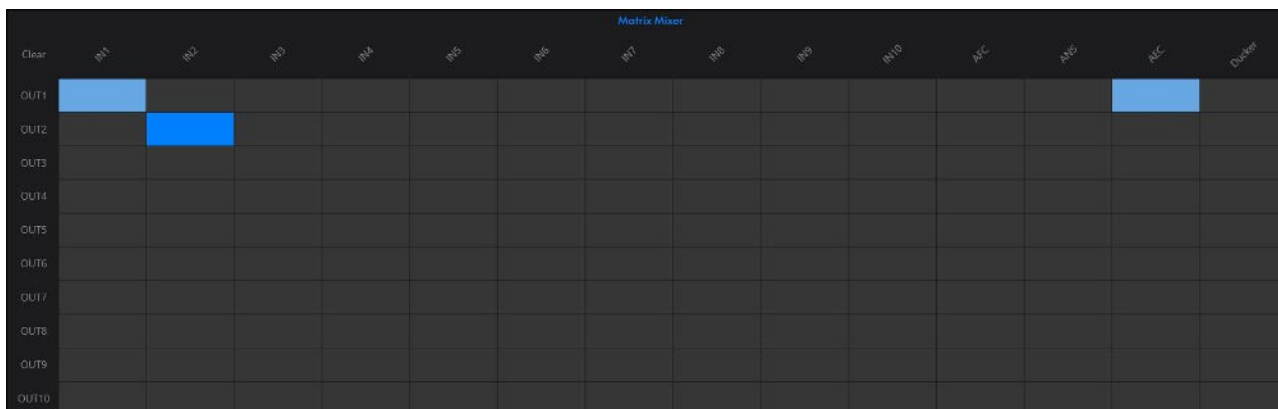 Matrix Mixer
Clear IN1 IN2 IN3 IN4 IN5 IN6 IN7 IN8 IN9 IN10 AFC ANS AEC Ducker
OUT1
OUT2
OUT3
OUT4
OUT5
OUT6
OUT7
OUT8
OUT9
OUT10